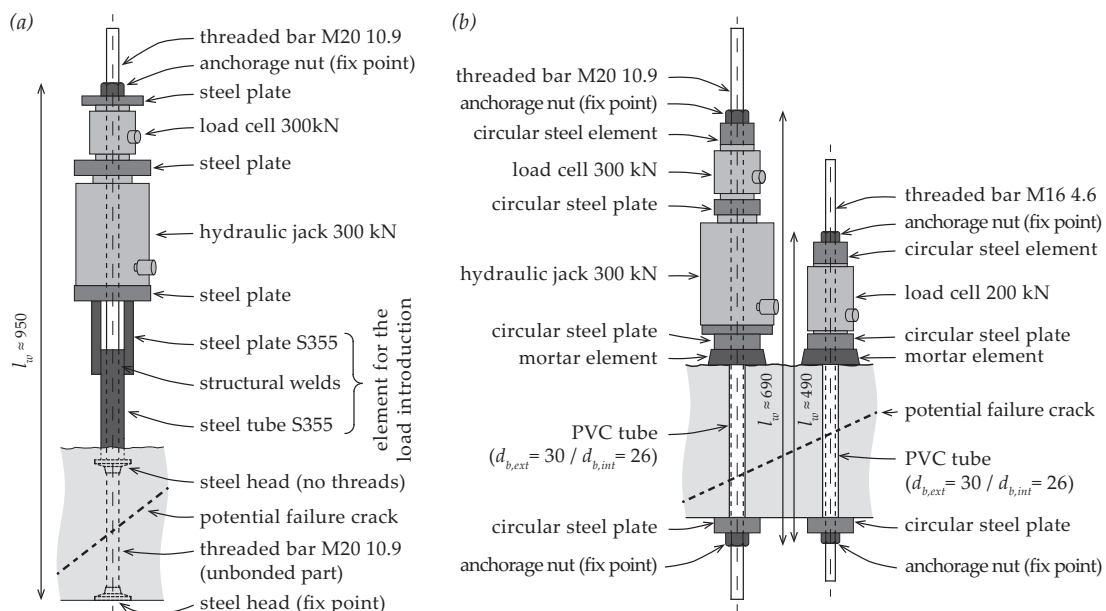 (a)
threaded bar M20 10.9
anchorage nut (fix point)
steel plate
load cell 300kN
steel plate
hydraulic jack 300 kN
steel plate
l_w ≈ 950
steel plate S355
structural welds
steel tube S355
element for the
load introduction
steel head (no threads)
potential failure crack
threaded bar M20 10.9
(unbonded part)
steel head (fix point)
(b)
threaded bar M20 10.9
anchorage nut (fix point)
circular steel element
load cell 300 kN
circular steel plate
hydraulic jack 300 kN
circular steel plate
mortar element
PVC tube
(d_{b,ext}= 30 / d_{b,int}= 26)
circular steel plate
anchorage nut (fix point)
l_w ≈ 690
l_w ≈ 490
threaded bar M16 4.6
anchorage nut (fix point)
circular steel element
load cell 200 kN
circular steel plate
mortar element
potential failure crack
PVC tube
(d_{b,ext}= 30 / d_{b,int}= 26)
circular steel plate
anchorage nut (fix point)